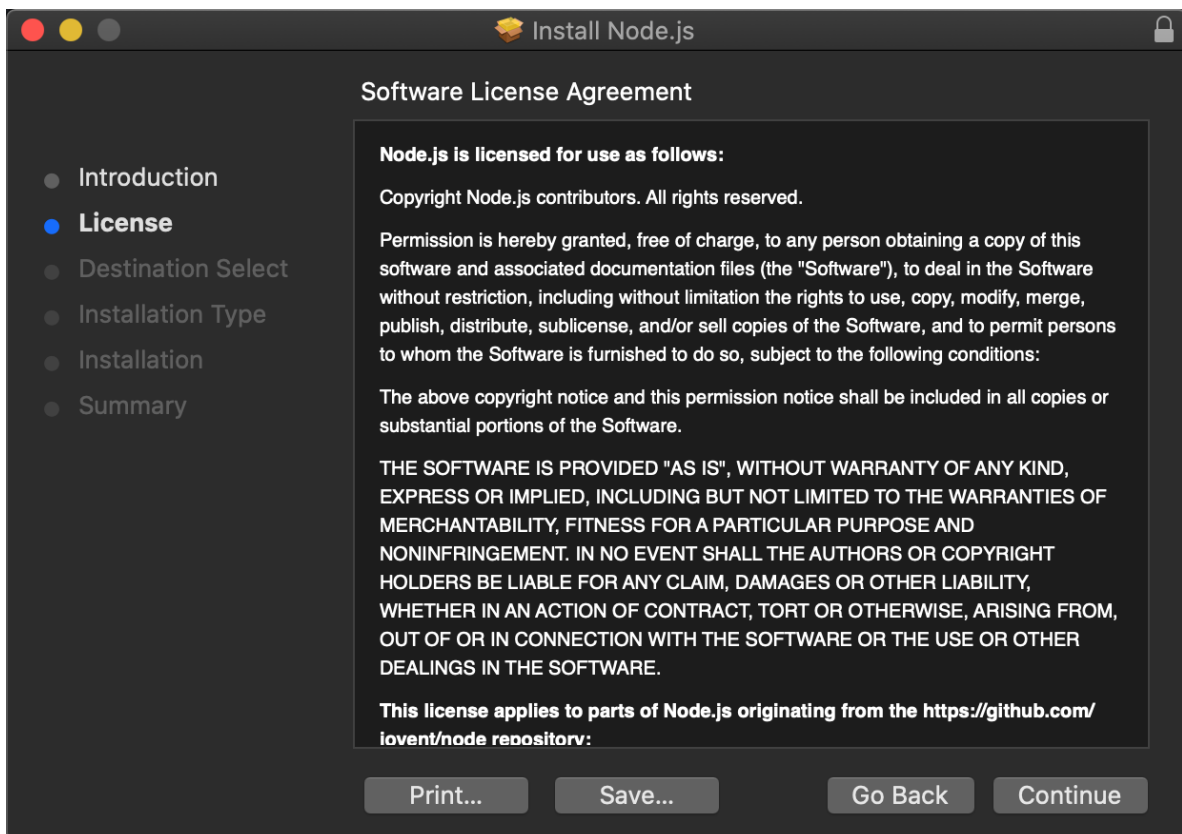 Install Node.js
Software License Agreement
Introduction
License
Destination Select
Installation Type
Installation
Summary
Node.js is licensed for use as follows:
Copyright Node.js contributors. All rights reserved.
Permission is hereby granted, free of charge, to any person obtaining a copy of this
software and associated documentation files (the "Software"), to deal in the Software
without restriction, including without limitation the rights to use, copy, modify, merge,
publish, distribute, sublicense, and/or sell copies of the Software, and to permit persons
to whom the Software is furnished to do so, subject to the following conditions:
The above copyright notice and this permission notice shall be included in all copies or
substantial portions of the Software.
THE SOFTWARE IS PROVIDED "AS IS", WITHOUT WARRANTY OF ANY KIND,
EXPRESS OR IMPLIED, INCLUDING BUT NOT LIMITED TO THE WARRANTIES OF
MERCHANTABILITY, FITNESS FOR A PARTICULAR PURPOSE AND
NONINFRINGEMENT. IN NO EVENT SHALL THE AUTHORS OR COPYRIGHT
HOLDERS BE LIABLE FOR ANY CLAIM, DAMAGES OR OTHER LIABILITY,
WHETHER IN AN ACTION OF CONTRACT, TORT OR OTHERWISE, ARISING FROM,
OUT OF OR IN CONNECTION WITH THE SOFTWARE OR THE USE OR OTHER
DEALINGS IN THE SOFTWARE.
This license applies to parts of Node.js originating from the https://github.com/
joyent/node repository:
Print...
Save...
Go Back
Continue